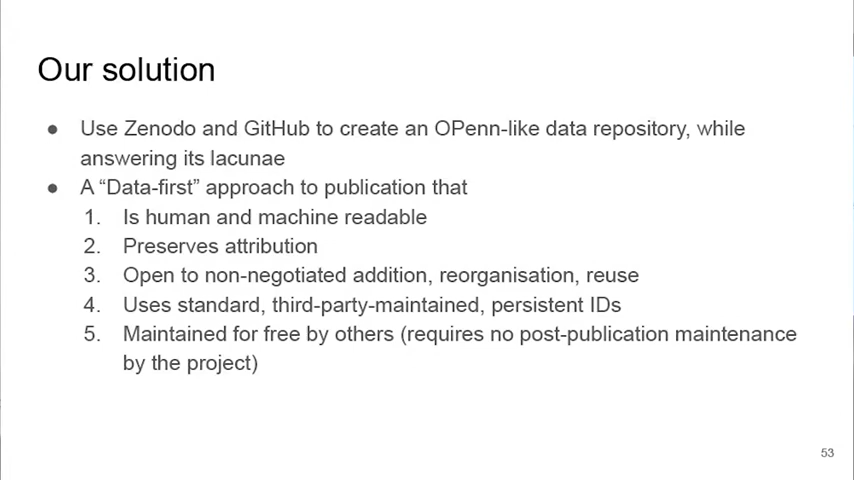 Our solution
● Use Zenodo and GitHub to create an OPenn-like data repository, while
answering its lacunae
● A “Data-first” approach to publication that
1. Is human and machine readable
2. Preserves attribution
3. Open to non-negotiated addition, reorganisation, reuse
4. Uses standard, third-party-maintained, persistent IDs
5. Maintained for free by others (requires no post-publication maintenance
by the project)
53